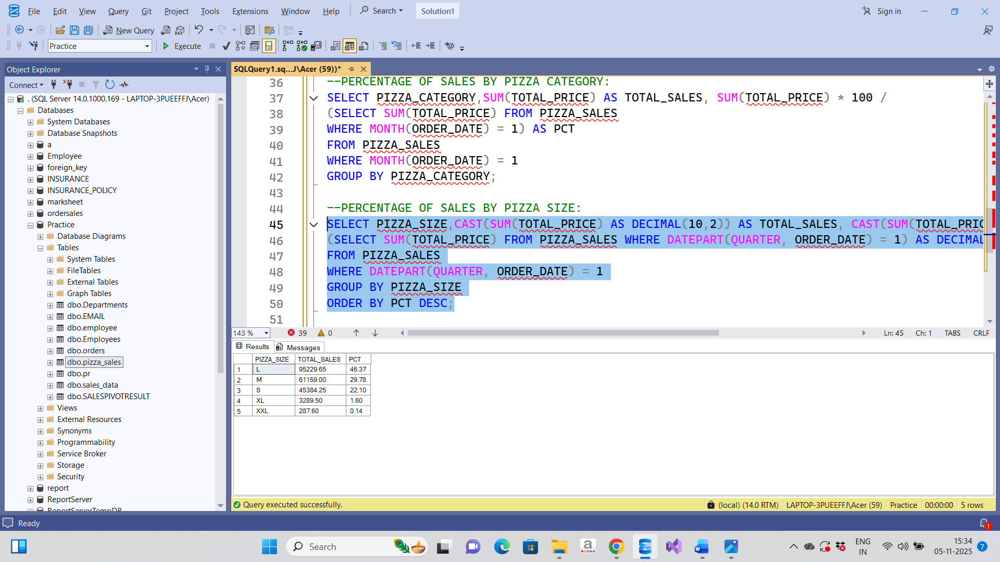 File Edit View Query Git Project Tools Extensions Window Help Search Solution1 Sign in
New Query DAX
Practice Execute
Object Explorer
Connect
. (SQL Server 14.0.1000.169 - LAPTOP-3PUEEFFJ\Acer)
Databases
System Databases
Database Snapshots
a
Employee
foreign_key
INSURANCE
INSURANCE_POLICY
marksheet
ordersales
Practice
Database Diagrams
Tables
System Tables
FileTables
External Tables
Graph Tables
dbo.Departments
dbo.EMAIL
dbo.employee
dbo.Employees
dbo.orders
dbo.pizza_sales
dbo.pr
dbo.sales_data
dbo.SALESPIVOTRESULT
Views
External Resources
Synonyms
Programmability
Service Broker
Storage
Security
report
ReportServer
ReportServerTempDB
SQLQuery1.sq...J\Acer (59))*
36 --PERCENTAGE OF SALES BY PIZZA CATEGORY:
37 SELECT PIZZA_CATEGORY,SUM(TOTAL_PRICE) AS TOTAL_SALES, SUM(TOTAL_PRICE) * 100 /
38 (SELECT SUM(TOTAL_PRICE) FROM PIZZA_SALES
39 WHERE MONTH(ORDER_DATE) = 1) AS PCT
40 FROM PIZZA_SALES
41 WHERE MONTH(ORDER_DATE) = 1
42 GROUP BY PIZZA_CATEGORY;
43
44 --PERCENTAGE OF SALES BY PIZZA SIZE:
45 SELECT PIZZA_SIZE,CAST(SUM(TOTAL_PRICE) AS DECIMAL(10,2)) AS TOTAL_SALES, CAST(SUM(TOTAL_PRIC
46 (SELECT SUM(TOTAL_PRICE) FROM PIZZA_SALES WHERE DATEPART(QUARTER, ORDER_DATE) = 1) AS DECIMAL
47 FROM PIZZA_SALES
48 WHERE DATEPART(QUARTER, ORDER_DATE) = 1
49 GROUP BY PIZZA_SIZE
50 ORDER BY PCT DESC;
51
143 % 39 0 Ln: 45 Ch: 1 TABS CRLF
Results Messages
PIZZA_SIZE TOTAL_SALES PCT
1 L 95229.65 46.37
2 M 61159.00 29.78
3 S 45384.25 22.10
4 XL 3289.50 1.60
5 XXL 287.60 0.14
Query executed successfully. (local) (14.0 RTM) LAPTOP-3PUEEFFJ\Acer (59) Practice 00:00:00 5 rows
Ready 1
Search a ENG IN 15:34 05-11-2025 7